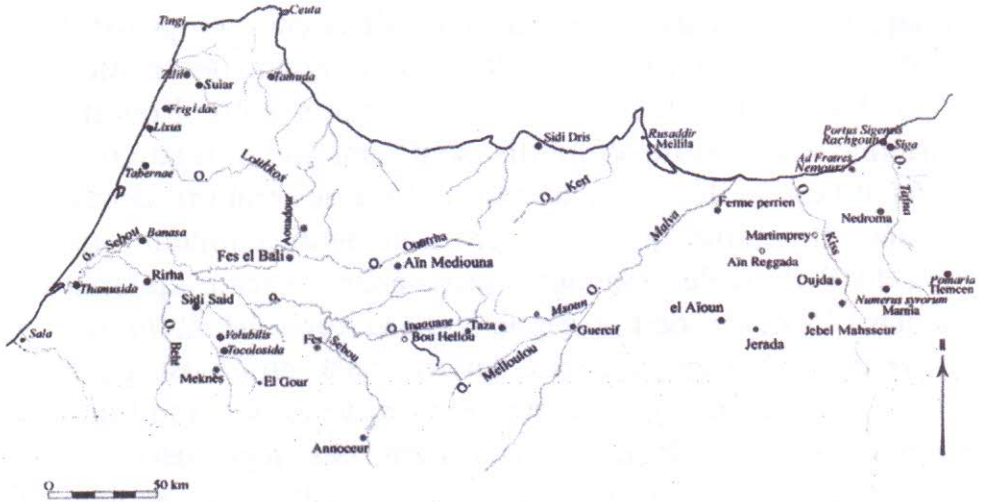 Ceuta
Tingi
Zilil
Suiar
Tamuda
Frigidae
Lixus
Sidi Dris
Rusaddir
Melilla
Portus Sigensis
Rachgoun
Siga
Ad Fratres
Nemours
Tabernae
O. Loukkos
O. Kert
O. Tafna
Ferme perrien
Nedroma
Malva
O. Kiss
Aouadour
O. Sebou
Banasa
Ouerrha
O.
Martimprey
Fes el Bali
Aïn Mediouna
Aïn Reggada
Rirha
Thamusida
Oujda
Pomaria
Tlemcen
Sidi Said
O.
Msoun
O.
Numerus syrorum
Marnia
el Aïoun
Sala
O. Beht
Volubilis
Fès
Sebou
O. Inaouane
Taza
Bou Hellou
Guercif
Jebel Mahsseur
Jerada
Tocolosida
O. Melloulou
Meknès
El Gour
Annoceur
O 50 km